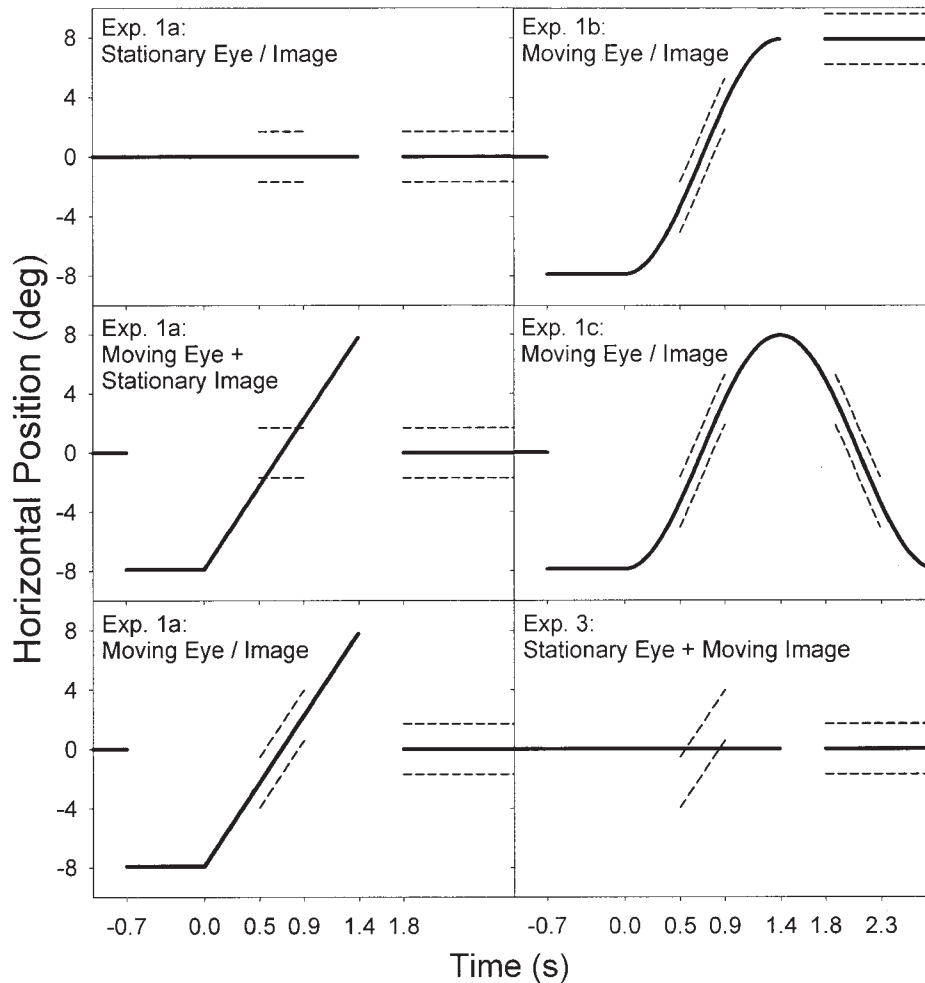 Exp. 1a:
Stationary Eye / Image
Exp. 1b:
Moving Eye / Image
8
4
0
-4
-8
Exp. 1a:
Moving Eye +
Stationary Image
Exp. 1c:
Moving Eye / Image
8
4
0
-4
-8
Exp. 1a:
Moving Eye / Image
Exp. 3:
Stationary Eye + Moving Image
8
4
0
-4
-8
Horizontal Position (deg)
-0.7 0.0 0.5 0.9 1.4 1.8
-0.7 0.0 0.5 0.9 1.4 1.8 2.3
Time (s)